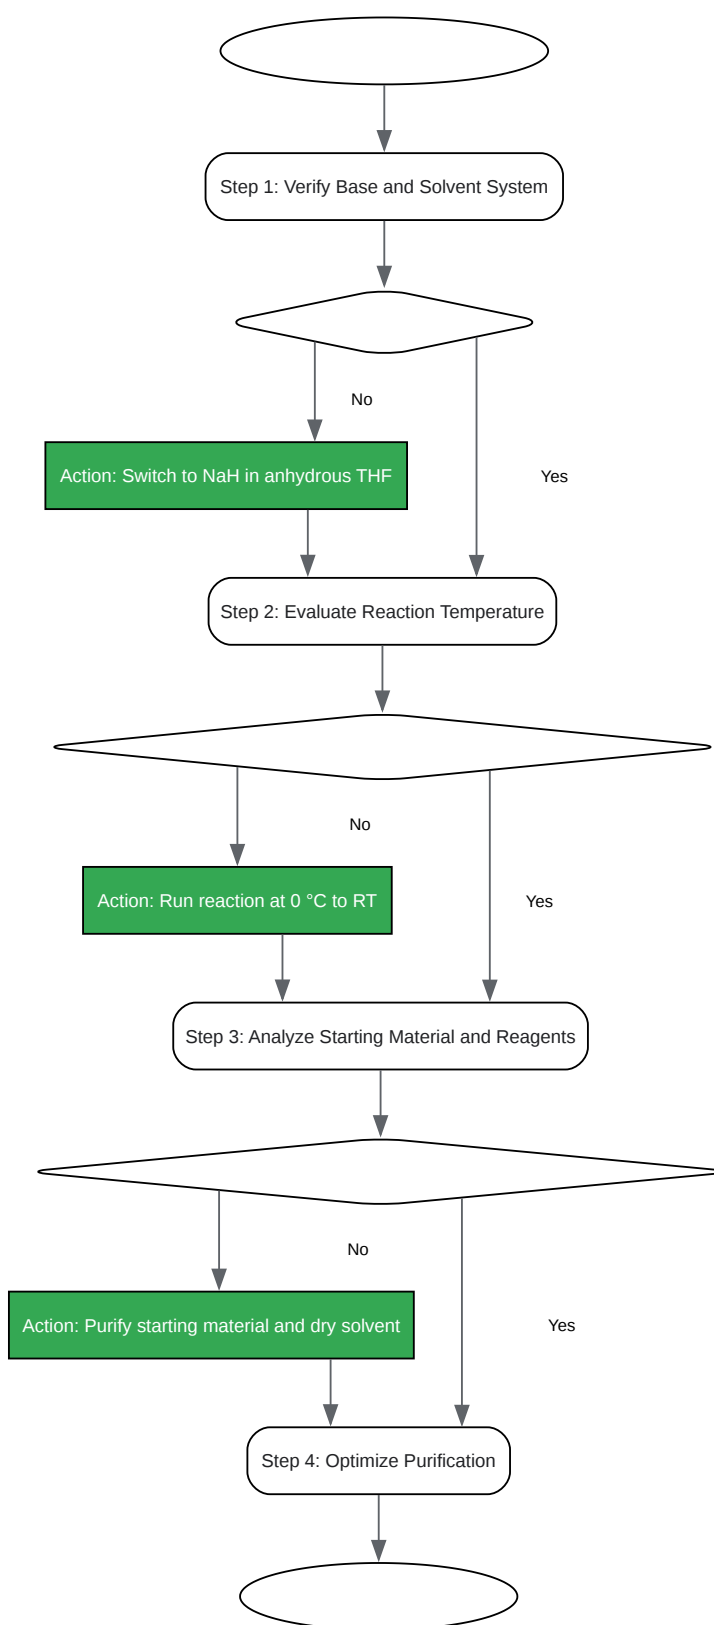 Step 1: Verify Base and Solvent System
No
Action: Switch to NaH in anhydrous THF
Yes
Step 2: Evaluate Reaction Temperature
No
Action: Run reaction at 0 °C to RT
Yes
Step 3: Analyze Starting Material and Reagents
No
Action: Purify starting material and dry solvent
Yes
Step 4: Optimize Purification